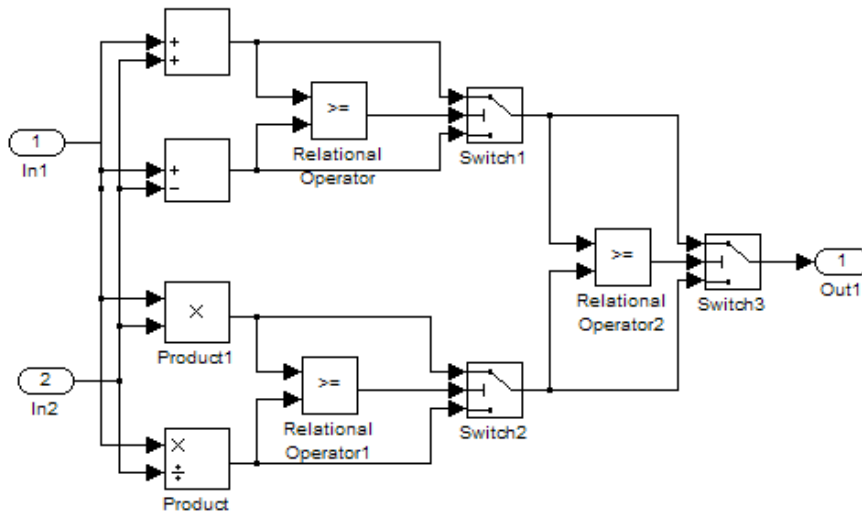 +
+
>=
Relational
Operator
Switch1
1
In1
+
−
>=
Relational
Operator2
Switch3
1
Out1
×
Product1
2
In2
>=
Relational
Operator1
Switch2
×
÷
Product